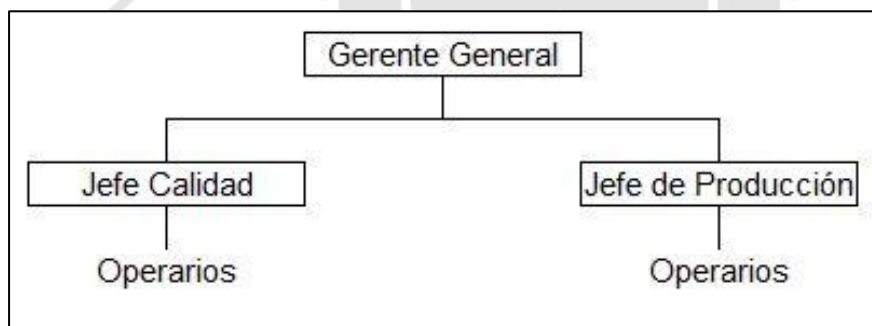 Gerente General
Jefe Calidad
Jefe de Producción
Operarios
Operarios